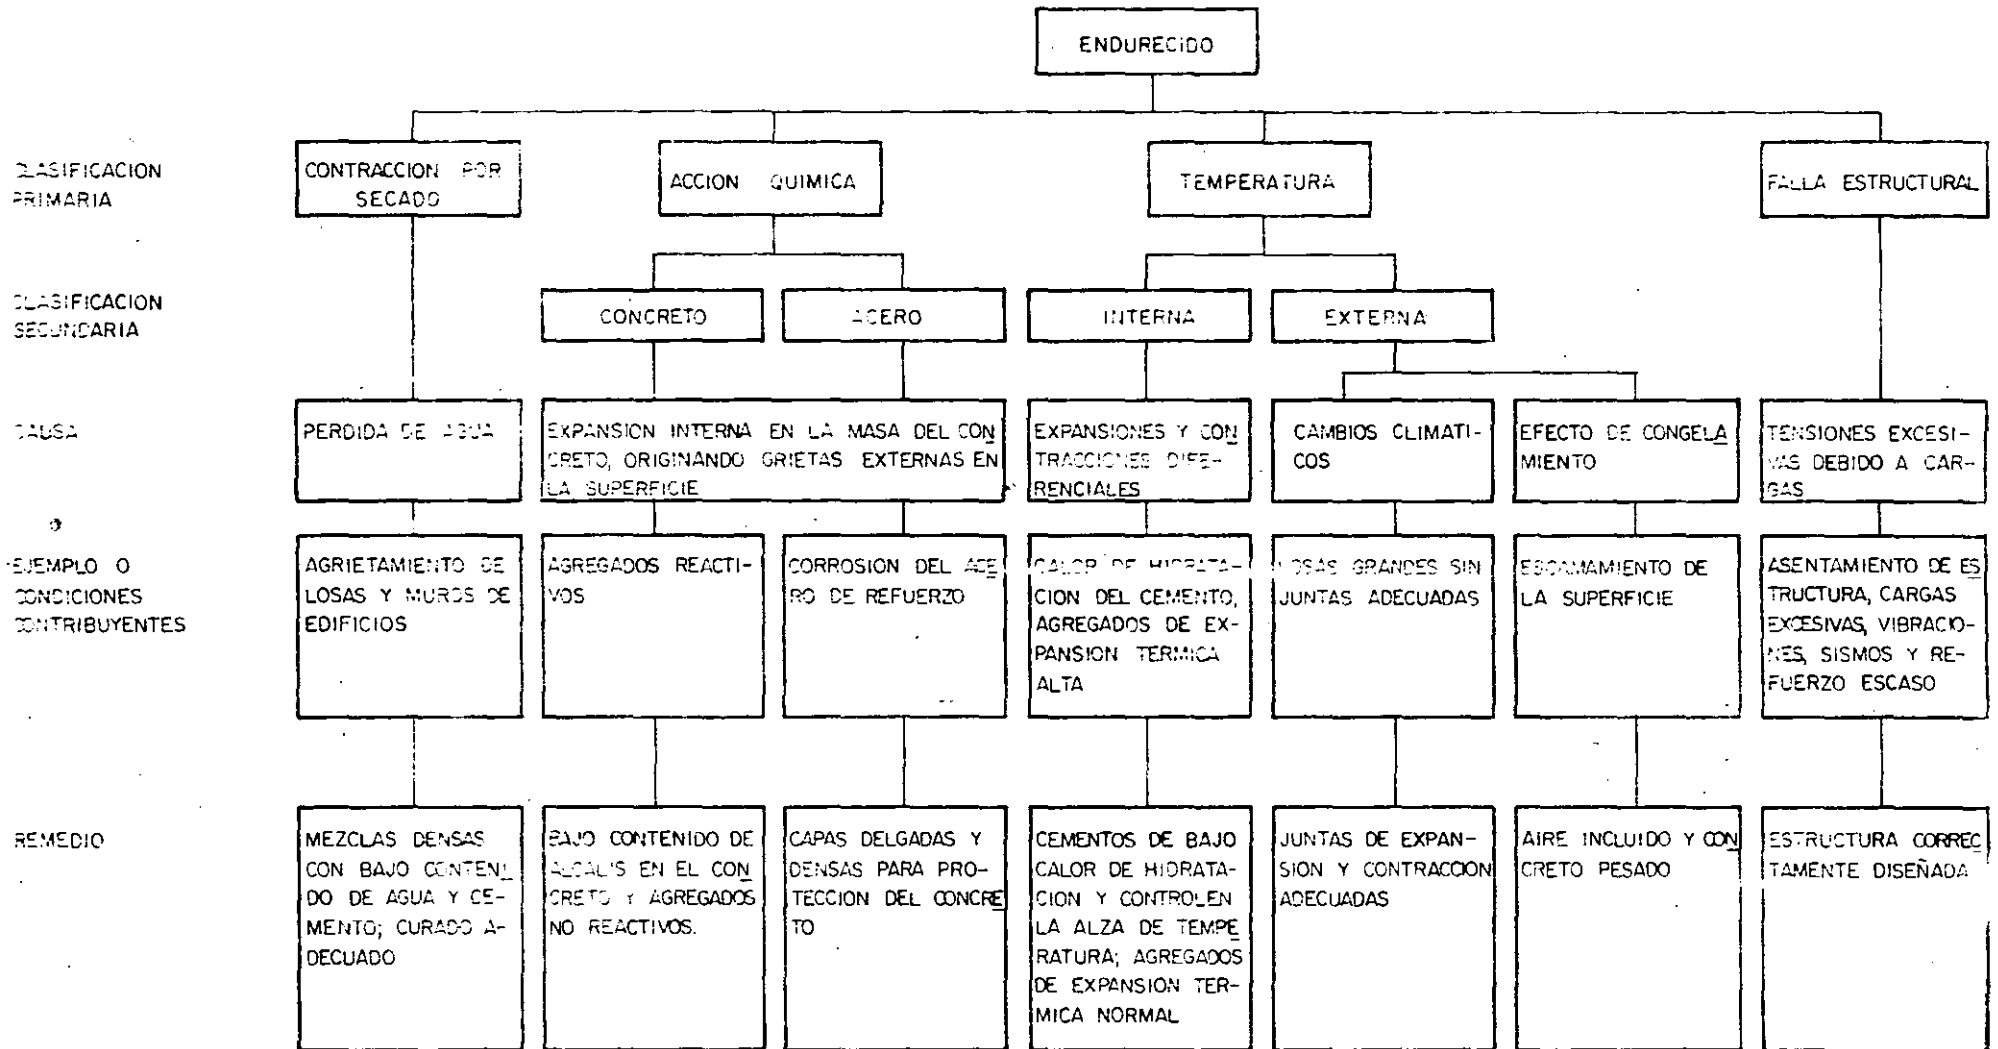 ENDURECIDO
CLASIFICACION
PRIMARIA
CONTRACCION POR
SECADO
ACCION QUIMICA
TEMPERATURA
FALLA ESTRUCTURAL
CLASIFICACION
SECUNDARIA
CONCRETO
ACERO
INTERNA
EXTERNA
CAUSA
PERDIDA DE AGUA
EXPANSION INTERNA EN LA MASA DEL CON
CRETO, ORIGINANDO GRIETAS EXTERNAS EN
LA SUPERFICIE
EXPANSIONES Y CON
TRACCIONES DIFE-
RENCIALES
CAMBIOS CLIMATI-
COS
EFECTO DE CONGELA
MIENTO
TENSIONES EXCESI-
VAS DEBIDO A CAR-
GAS
EJEMPLO O
CONDICIONES
CONTRIBUYENTES
AGRIETAMIENTO DE
LOSAS Y MUROS DE
EDIFICIOS
AGREGADOS REACTI-
VOS
CORROSION DEL ACE
RO DE REFUERZO
CALOR DE HIDRATA-
CION DEL CEMENTO,
AGREGADOS DE EX-
PANSION TERMICA
ALTA
LOSAS GRANDES SIN
JUNTAS ADECUADAS
ESCAMAMIENTO DE
LA SUPERFICIE
ASENTAMIENTO DE ES
TRUCTURA, CARGAS
EXCESIVAS, VIBRACIO-
NES, SISMOS Y RE-
FUERZO ESCASO
REMEDIO
MEZCLAS DENSAS
CON BAJO CONTENI
DO DE AGUA Y CE-
MENTO; CURADO A-
DECUADO
BAJO CONTENIDO DE
ALCALIS EN EL CON
CRETO Y AGREGADOS
NO REACTIVOS.
CAPAS DELGADAS Y
DENSAS PARA PRO-
TECCION DEL CONCRE
TO
CEMENTOS DE BAJO
CALOR DE HIDRATA-
CION Y CONTROLEN
LA ALZA DE TEMPE
RATURA; AGREGADOS
DE EXPANSION TER-
MICA NORMAL
JUNTAS DE EXPAN-
SION Y CONTRACCION
ADECUADAS
AIRE INCLUIDO Y CON
CRETO PESADO
ESTRUCTURA CORREC
TAMENTE DISEÑADA